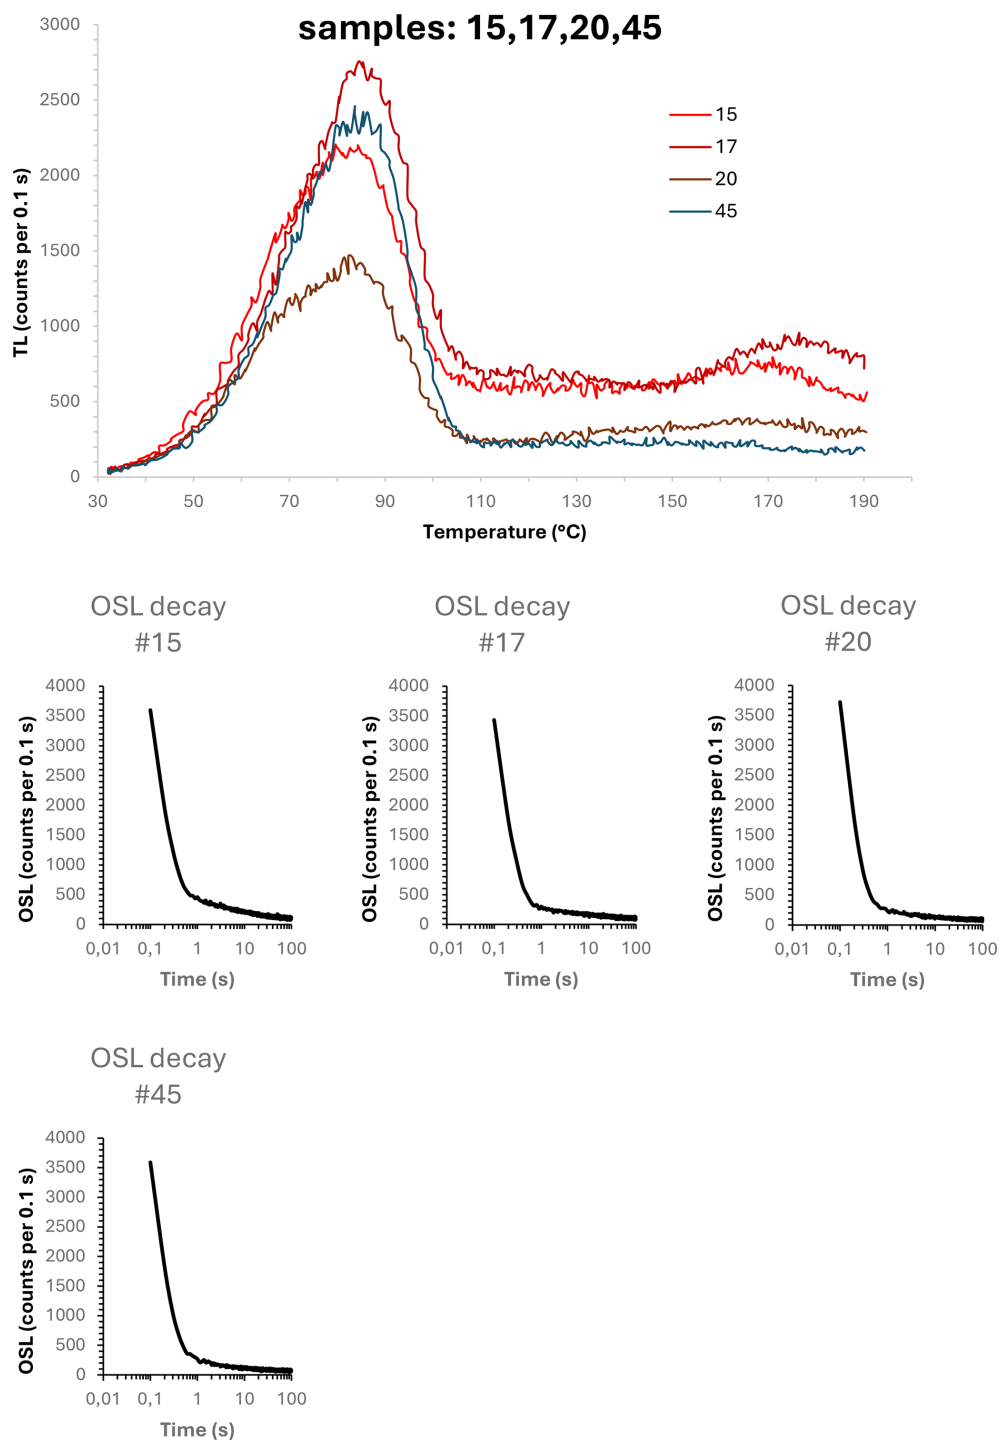 samples: 15,17,20,45
3000
2500
2000
1500
1000
500
0
TL (counts per 0.1 s)
15
17
20
45
30 50 70 90 110 130 150 170 190
Temperature (°C)
OSL decay
#15
4000
3500
3000
2500
2000
1500
1000
500
0
OSL (counts per 0.1 s)
0,01 0,1 1 10 100
Time (s)
OSL decay
#17
4000
3500
3000
2500
2000
1500
1000
500
0
OSL (counts per 0.1 s)
0,01 0,1 1 10 100
Time (s)
OSL decay
#20
4000
3500
3000
2500
2000
1500
1000
500
0
OSL (counts per 0.1 s)
0,01 0,1 1 10 100
Time (s)
OSL decay
#45
4000
3500
3000
2500
2000
1500
1000
500
0
OSL (counts per 0.1 s)
0,01 0,1 1 10 100
Time (s)